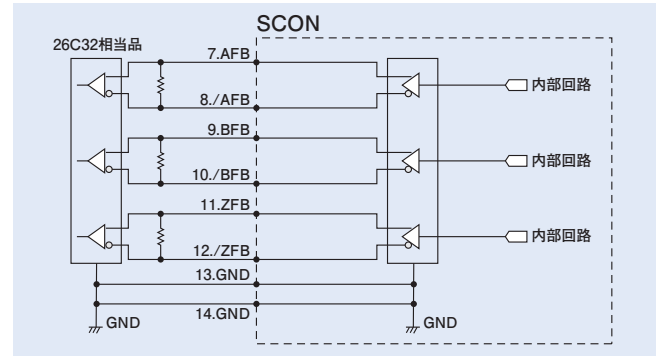 SCON
26C32相当品
7.AFB
内部回路
8./AFB
9.BFB
内部回路
10./BFB
11.ZFB
内部回路
12./ZFB
13.GND
14.GND
GND
GND